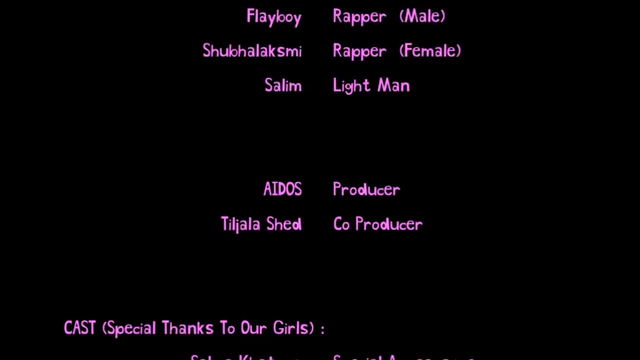 Flayboy Rapper (Male)
Shubhalaksmi Rapper (Female)
Salim Light Man
AIDOS Producer
Tiljala Shed Co Producer
CAST (Special Thanks To Our Girls) :